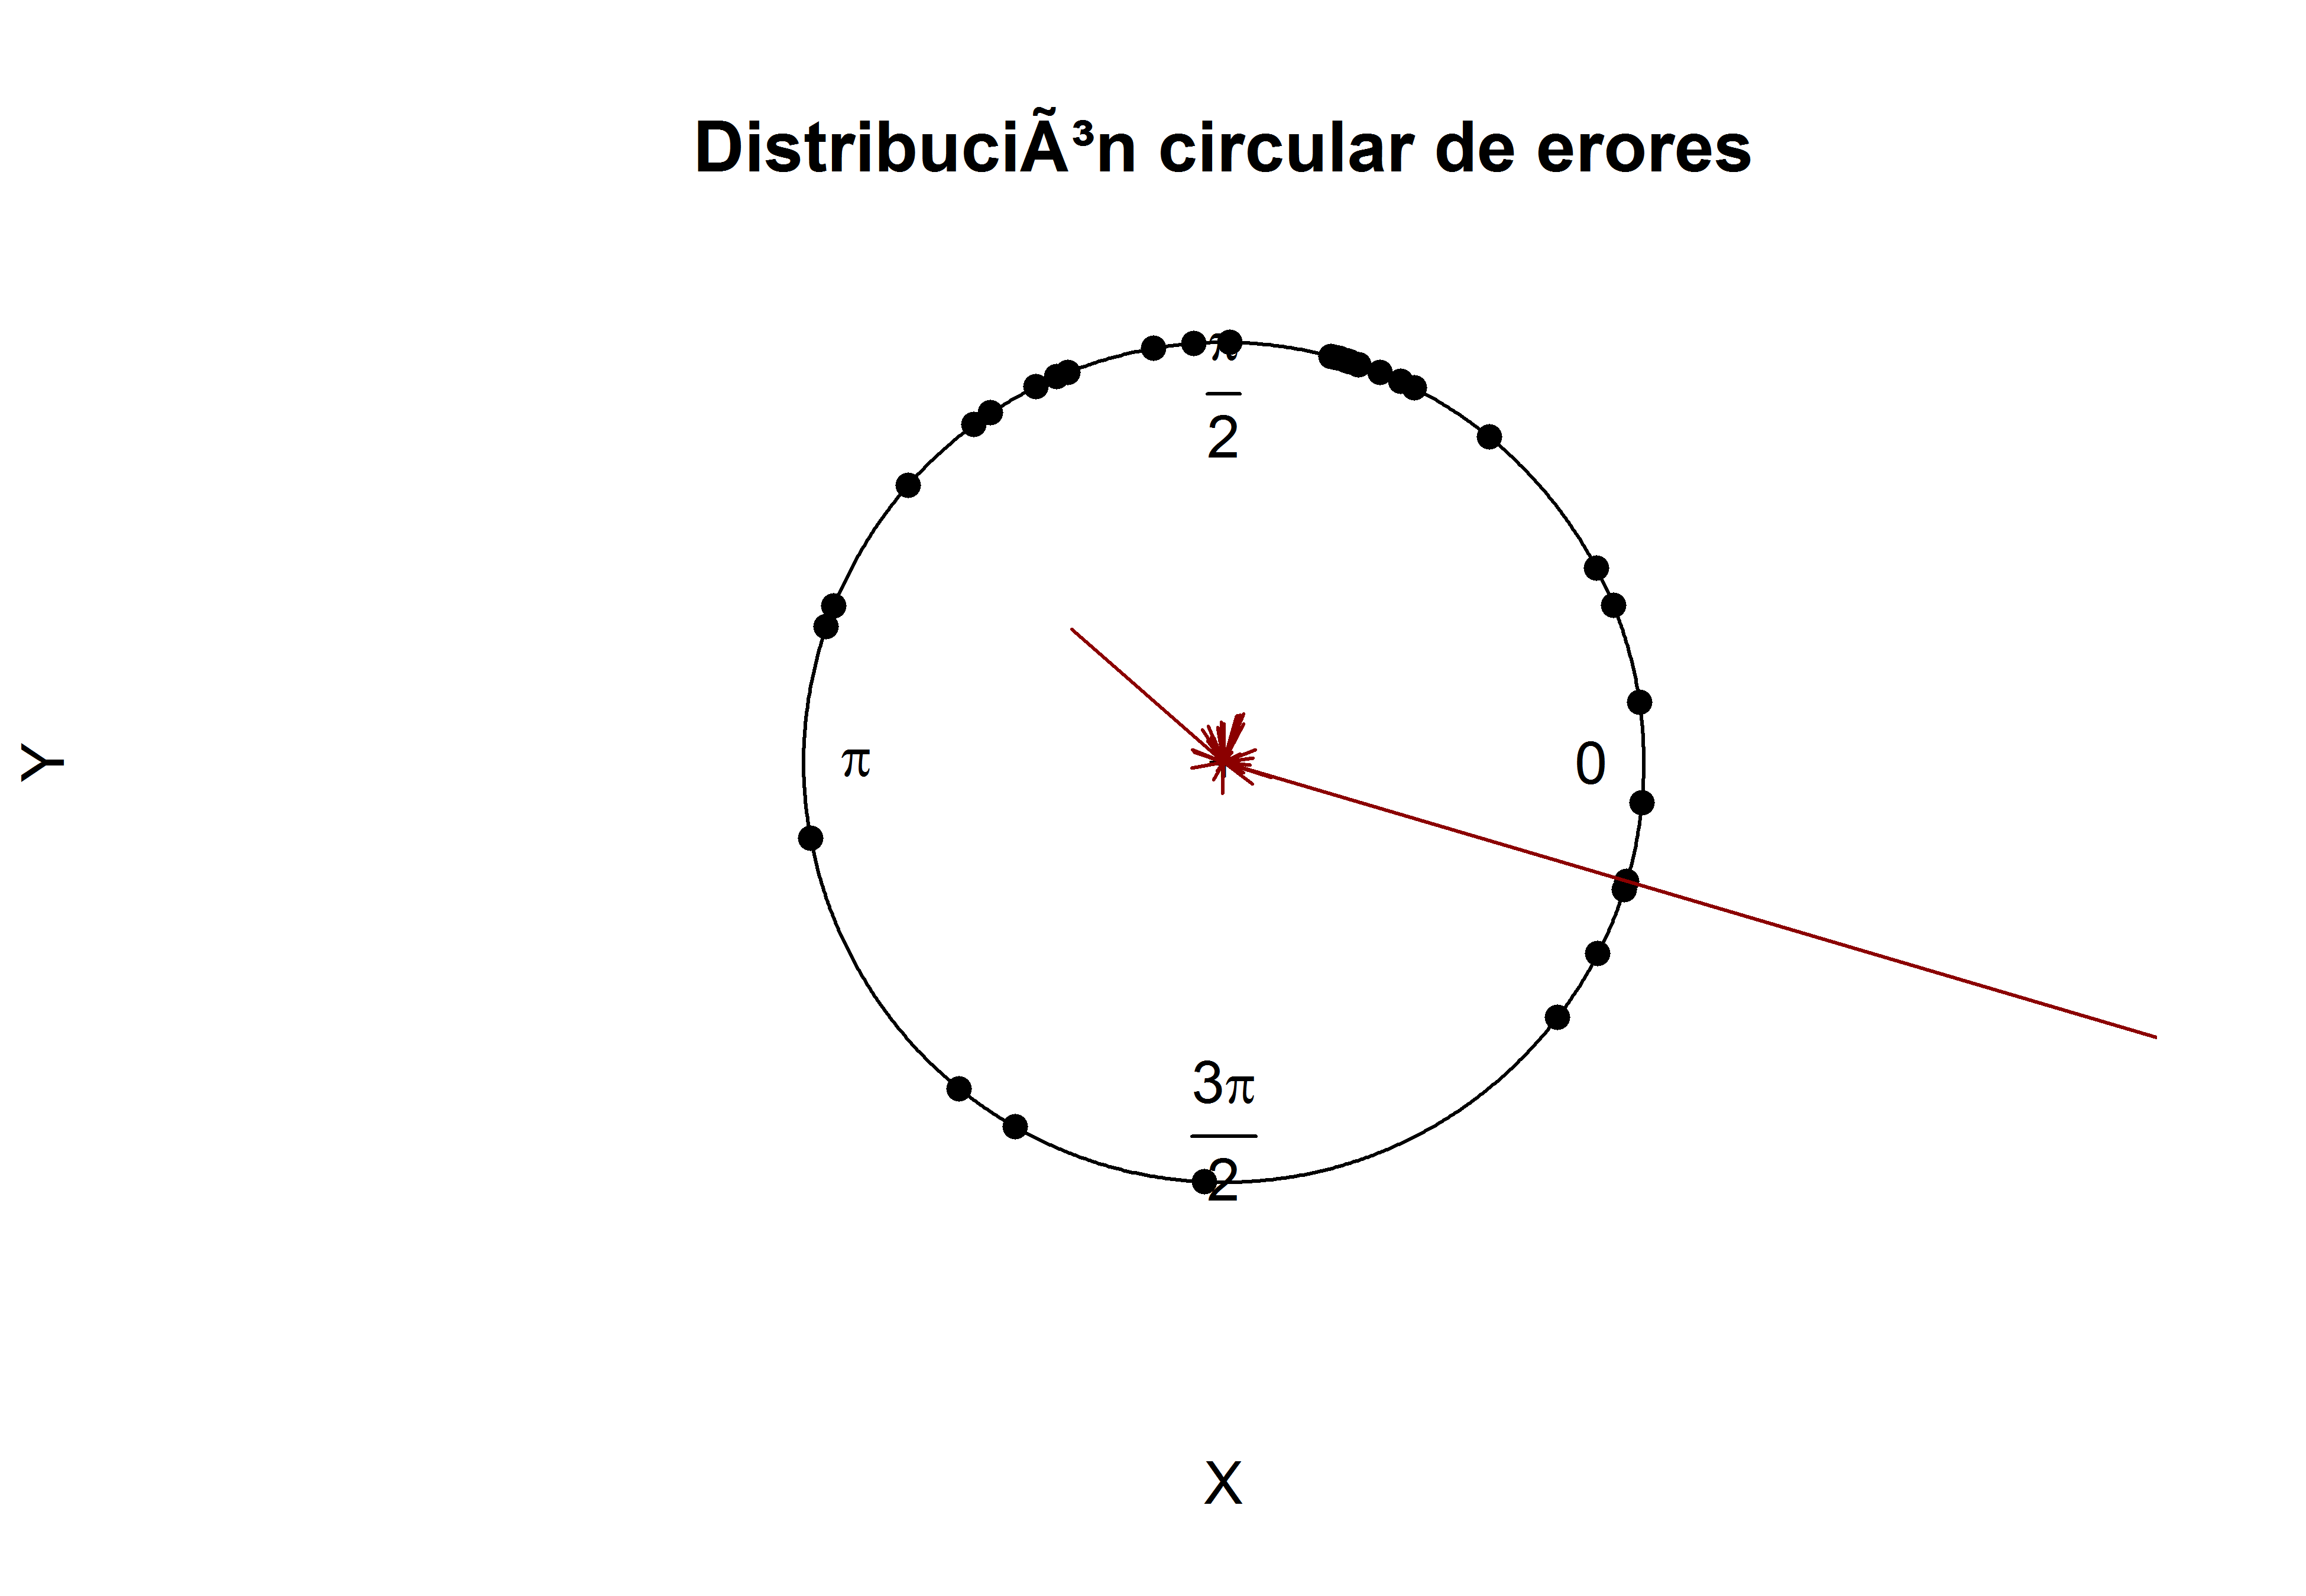 DistribuciÃ³n circular de erores
π
2
Y
π
0
3π
2
X